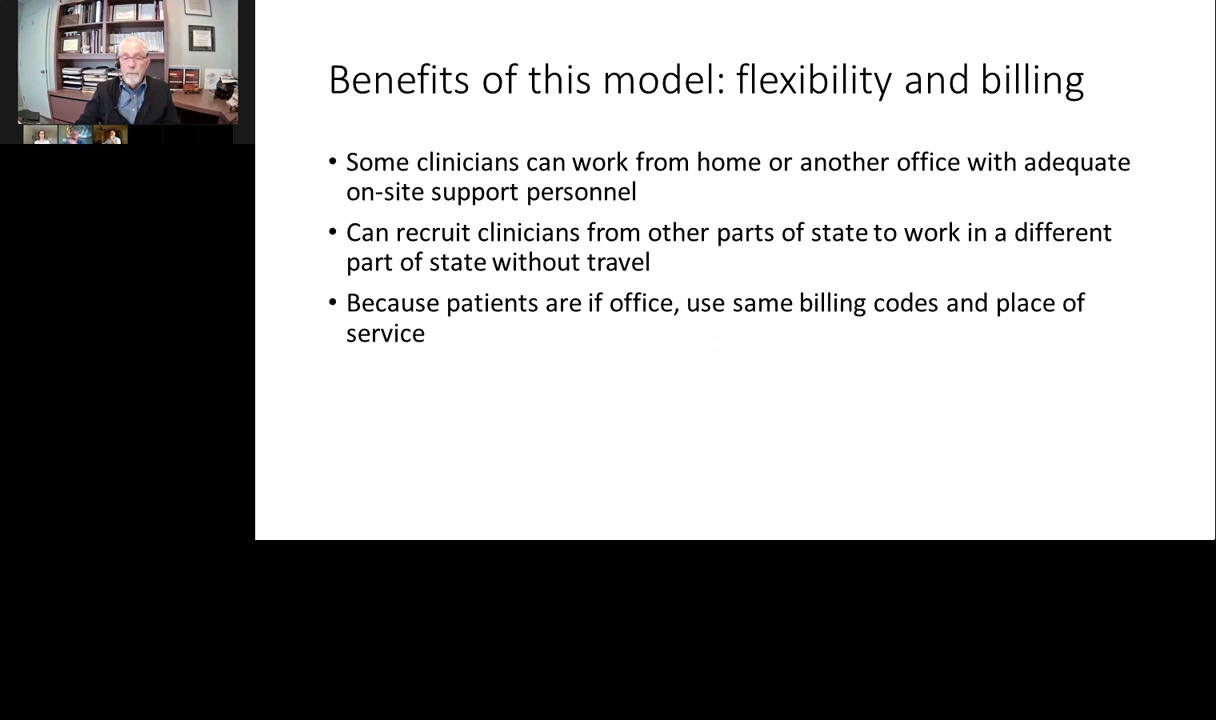 Benefits of this model: flexibility and billing
• Some clinicians can work from home or another office with adequate
on-site support personnel
• Can recruit clinicians from other parts of state to work in a different
part of state without travel
• Because patients are if office, use same billing codes and place of
service